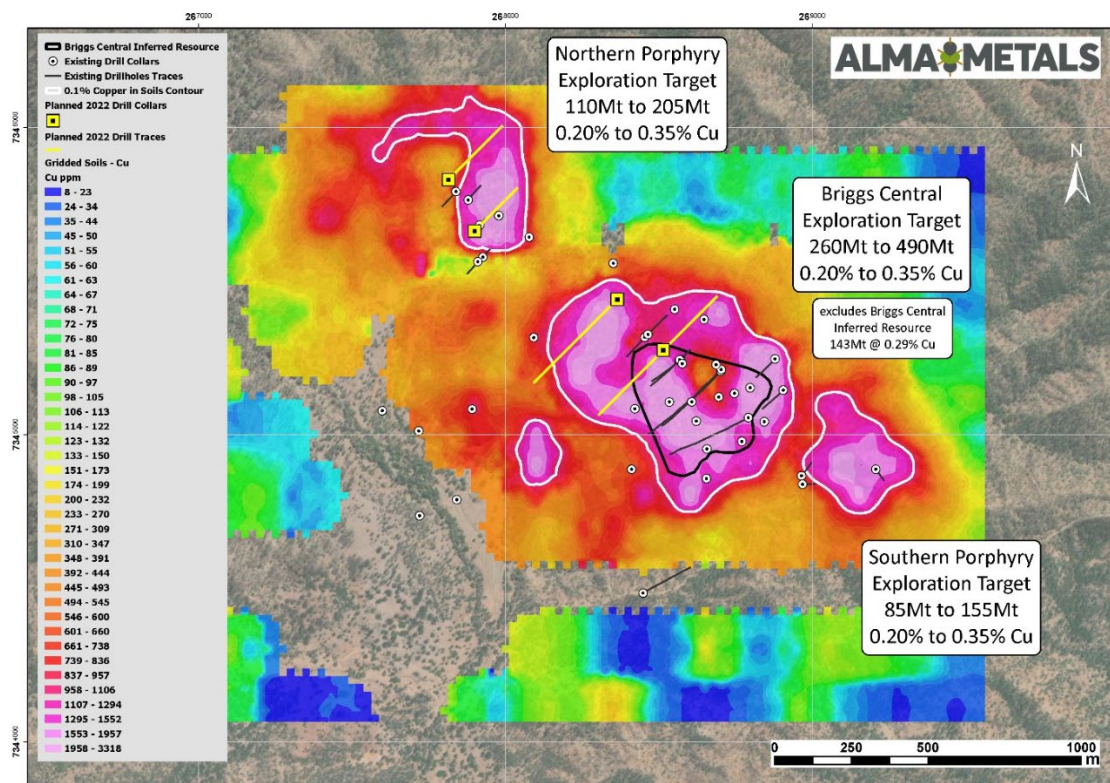 267000
268000
269000
7346000
7345000
7344000
Briggs Central Inferred Resource
Existing Drill Collars
Existing Drillholes Traces
0.1% Copper in Soils Contour
Planned 2022 Drill Collars
Planned 2022 Drill Traces
Gridded Soils - Cu
Cu ppm
8 - 23
24 - 34
35 - 44
45 - 50
51 - 55
56 - 60
61 - 63
64 - 67
68 - 71
72 - 75
76 - 80
81 - 85
86 - 89
90 - 97
98 - 105
106 - 113
114 - 122
123 - 132
133 - 150
151 - 173
174 - 199
200 - 232
233 - 270
271 - 309
310 - 347
348 - 391
392 - 444
445 - 493
494 - 545
546 - 600
601 - 660
661 - 738
739 - 836
837 - 957
958 - 1106
1107 - 1294
1295 - 1552
1553 - 1957
1958 - 3318
Northern Porphyry
Exploration Target
110Mt to 205Mt
0.20% to 0.35% Cu
ALMA METALS
N
Briggs Central
Exploration Target
260Mt to 490Mt
0.20% to 0.35% Cu
excludes Briggs Central
Inferred Resource
143Mt @ 0.29% Cu
Southern Porphyry
Exploration Target
85Mt to 155Mt
0.20% to 0.35% Cu
0 250 500 1000
m